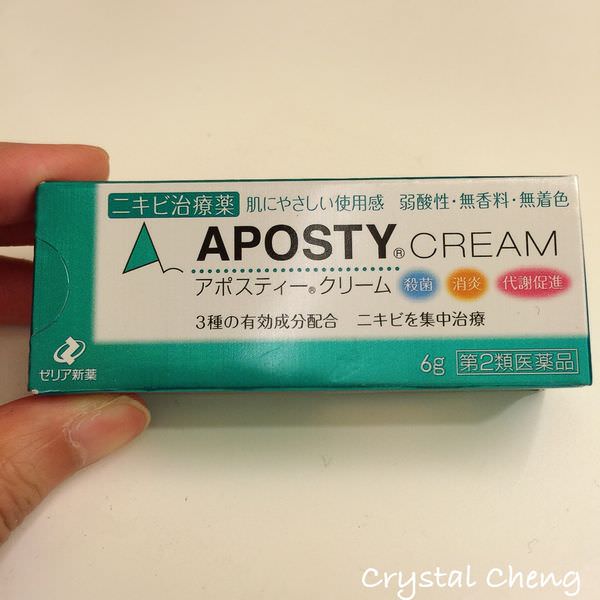 ニキビ治療薬 肌にやさしい使用感 弱酸性・無香料・無着色
APOSTY® CREAM
アポスティー®クリーム 殺菌 消炎 代謝促進
3種の有効成分配合 ニキビを集中治療
ゼリア新薬 6g 第2類医薬品
Crystal Cheng